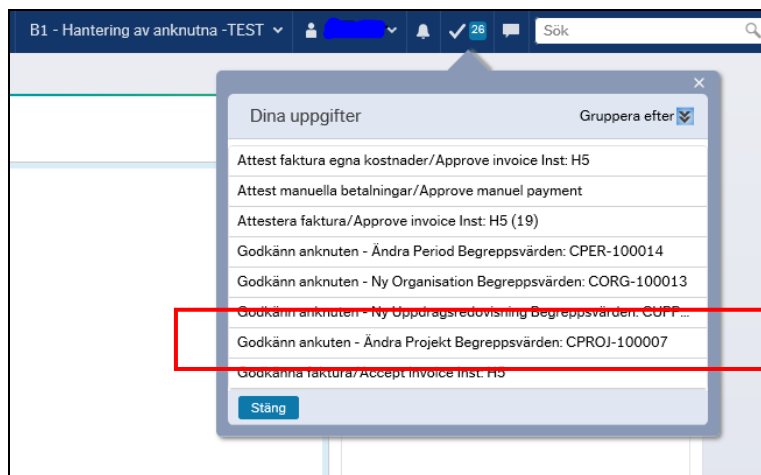 B1 - Hantering av anknutna -TEST 26 Sök
Dina uppgifter Gruppera efter
Attest faktura egna kostnader/Approve invoice Inst: H5
Attest manuella betalningar/Approve manuel payment
Attestera faktura/Approve invoice Inst: H5 (19)
Godkänn anknuten - Ändra Period Begreppsvärden: CPER-100014
Godkänn anknuten - Ny Organisation Begreppsvärden: CORG-100013
Godkänn anknuten - Ny Uppdragsredovisning Begreppsvärden: CUPP...
Godkänn ankuten - Ändra Projekt Begreppsvärden: CPROJ-100007
Godkänna faktura/Accept invoice Inst: H5
Stäng